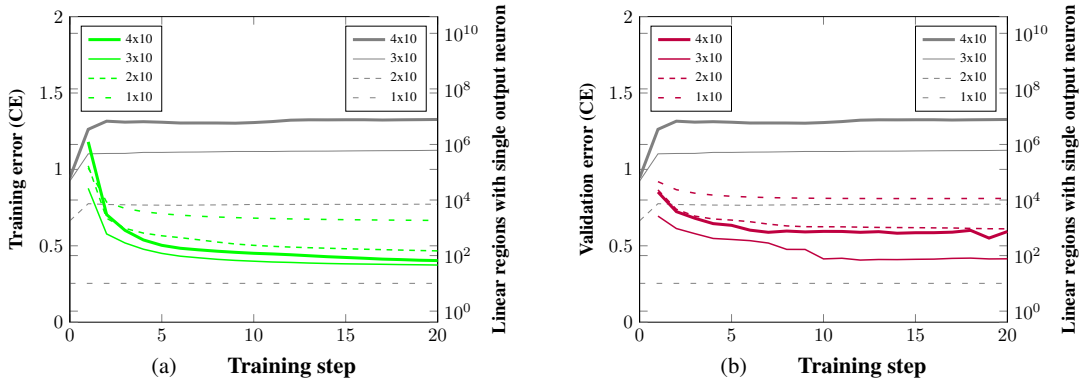 2
1.5
1
0.5
0
0
5
10
15
20
Training error (CE)
4x10
3x10
2x10
1x10
4x10
3x10
2x10
1x10
10^10
10^8
10^6
10^4
10^2
10^0
Linear regions with single output neuron
(a) Training step
2
1.5
1
0.5
0
0
5
10
15
20
Validation error (CE)
4x10
3x10
2x10
1x10
4x10
3x10
2x10
1x10
10^10
10^8
10^6
10^4
10^2
10^0
Linear regions with single output neuron
(b) Training step